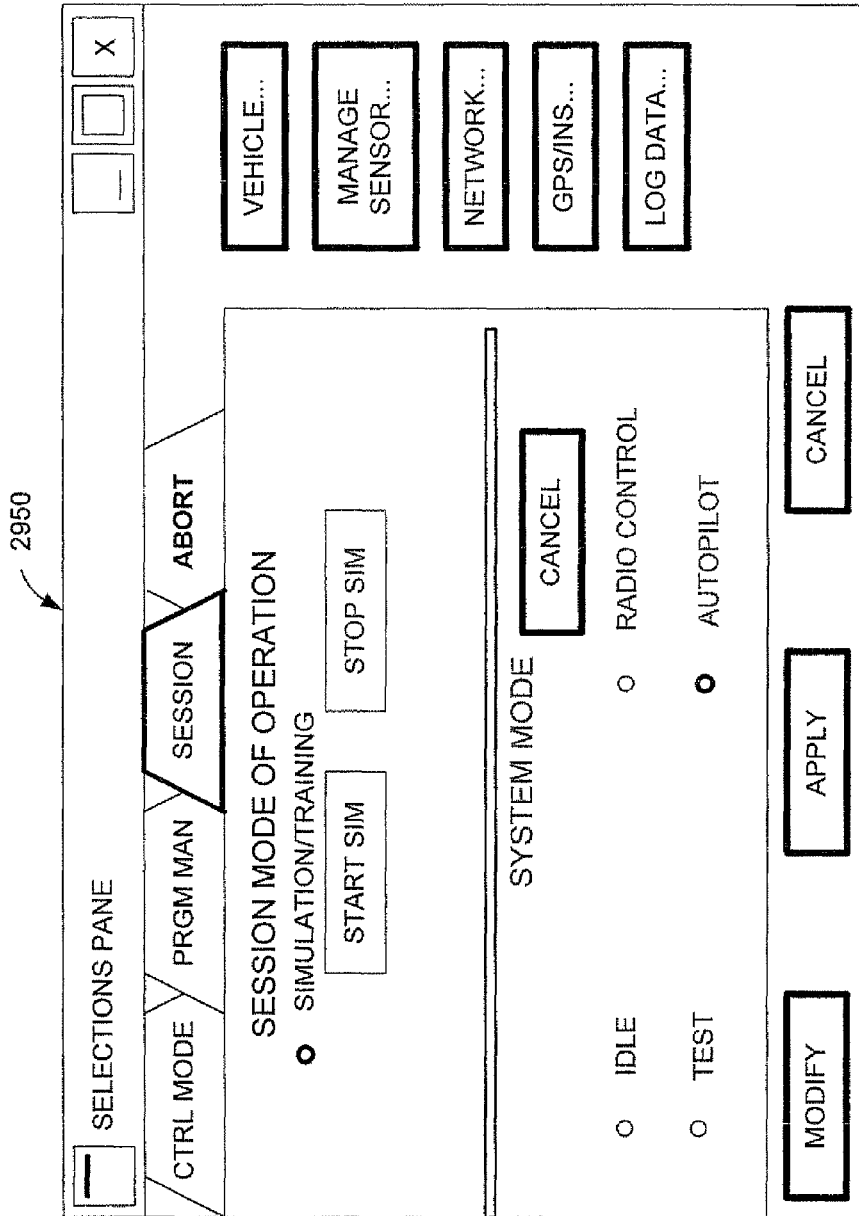 2950
SELECTIONS PANE
X
CTRL MODE
PRGM MAN
SESSION
ABORT
SESSION MODE OF OPERATION
SIMULATION/TRAINING
START SIM
STOP SIM
SYSTEM MODE
CANCEL
IDLE
RADIO CONTROL
TEST
AUTOPILOT
VEHICLE...
MANAGE
SENSOR...
NETWORK...
GPS/INS...
LOG DATA...
MODIFY
APPLY
CANCEL